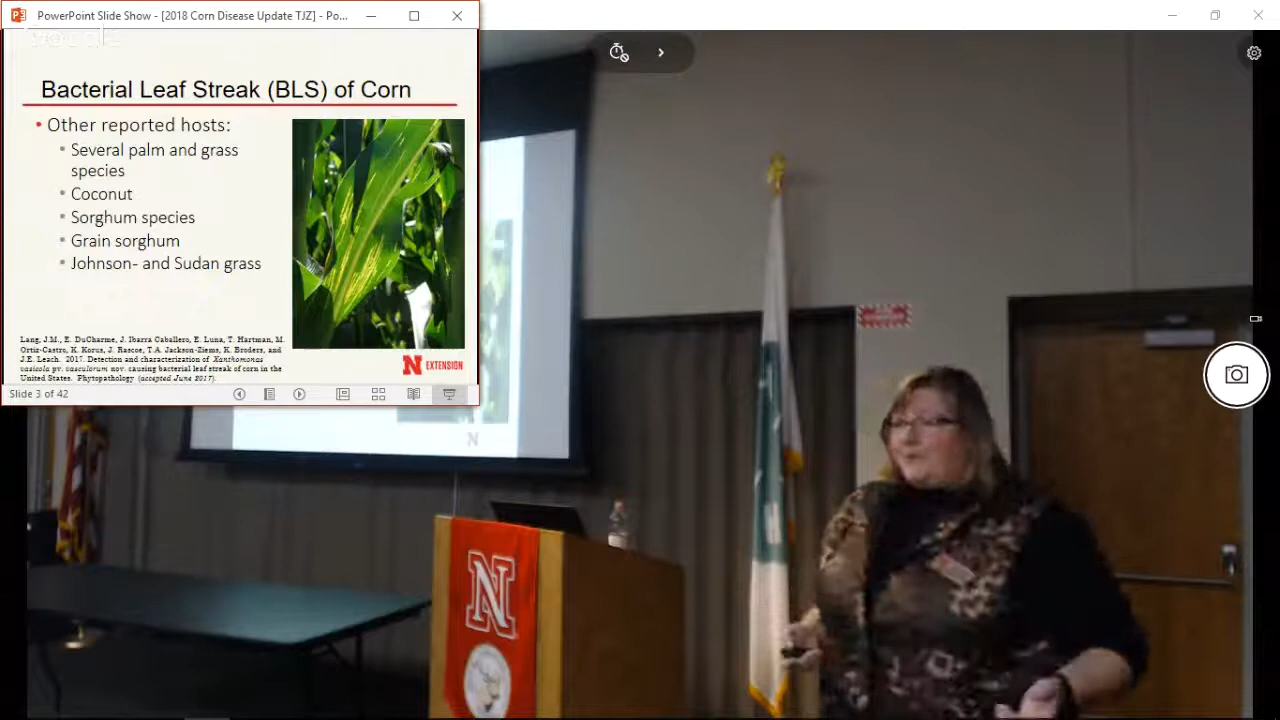 PowerPoint Slide Show - [2018 Corn Disease Update TJZ] - Po...
Bacterial Leaf Streak (BLS) of Corn
• Other reported hosts:
• Several palm and grass
species
• Coconut
• Sorghum species
• Grain sorghum
• Johnson- and Sudan grass
Lang, J.M., E. DuCharme, J. Ibarra Caballero, E. Luna, T. Hartman, M.
Ortiz-Castro, K. Korus, J. Rascoe, T.A. Jackson-Ziems, K. Broders, and
J.E. Leach. 2017. Detection and characterization of Xanthomonas
vasicola pv. vasculorum nov. causing bacterial leaf streak of corn in the
United States. Phytopathology (accepted June 2017).
N EXTENSION
Slide 3 of 42
N
N